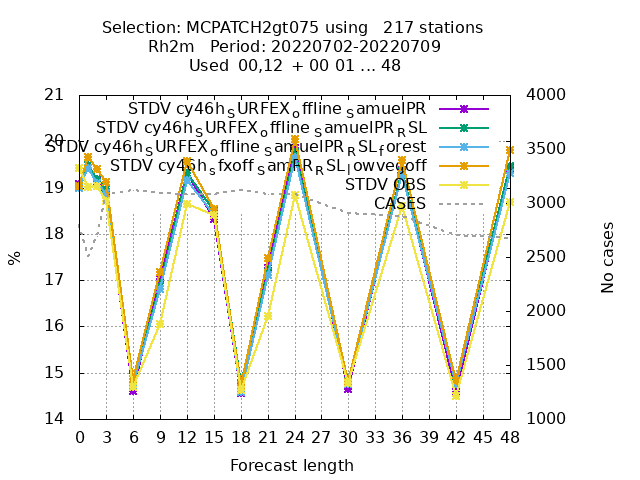 Selection: MCPATCH2gt075 using   217 stations
Rh2m   Period: 20220702-20220709
Used  00,12  + 00 01 ... 48
STDV cy46h_SURFEX_offline_SamuelPR
STDV cy46h_SURFEX_offline_SamuelPR_RSL
STDV cy46h_SURFEX_offline_SamuelPR_RSL_forest
STDV cy46h_sfxoff_SamPR_RSL_lowvegoff
STDV OBS
CASES
21
20
19
18
17
16
15
14
%
4000
3500
3000
2500
2000
1500
1000
No cases
0 3 6 9 12 15 18 21 24 27 30 33 36 39 42 45 48
Forecast length